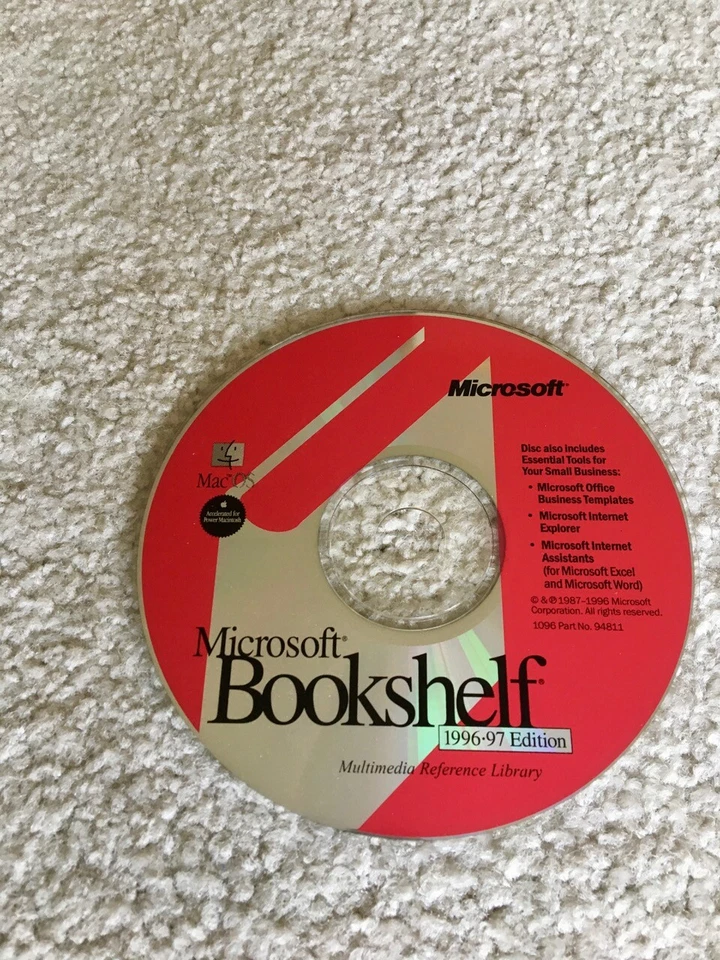 Microsoft®
Mac OS
Accelerated for
Power Macintosh
Disc also includes
Essential Tools for
Your Small Business:
• Microsoft Office
Business Templates
• Microsoft Internet
Explorer
• Microsoft Internet
Assistants
(for Microsoft Excel
and Microsoft Word)
© & ℗ 1987–1996 Microsoft
Corporation. All rights reserved.
1096 Part No. 94811
Microsoft®
Bookshelf®
1996·97 Edition
Multimedia Reference Library